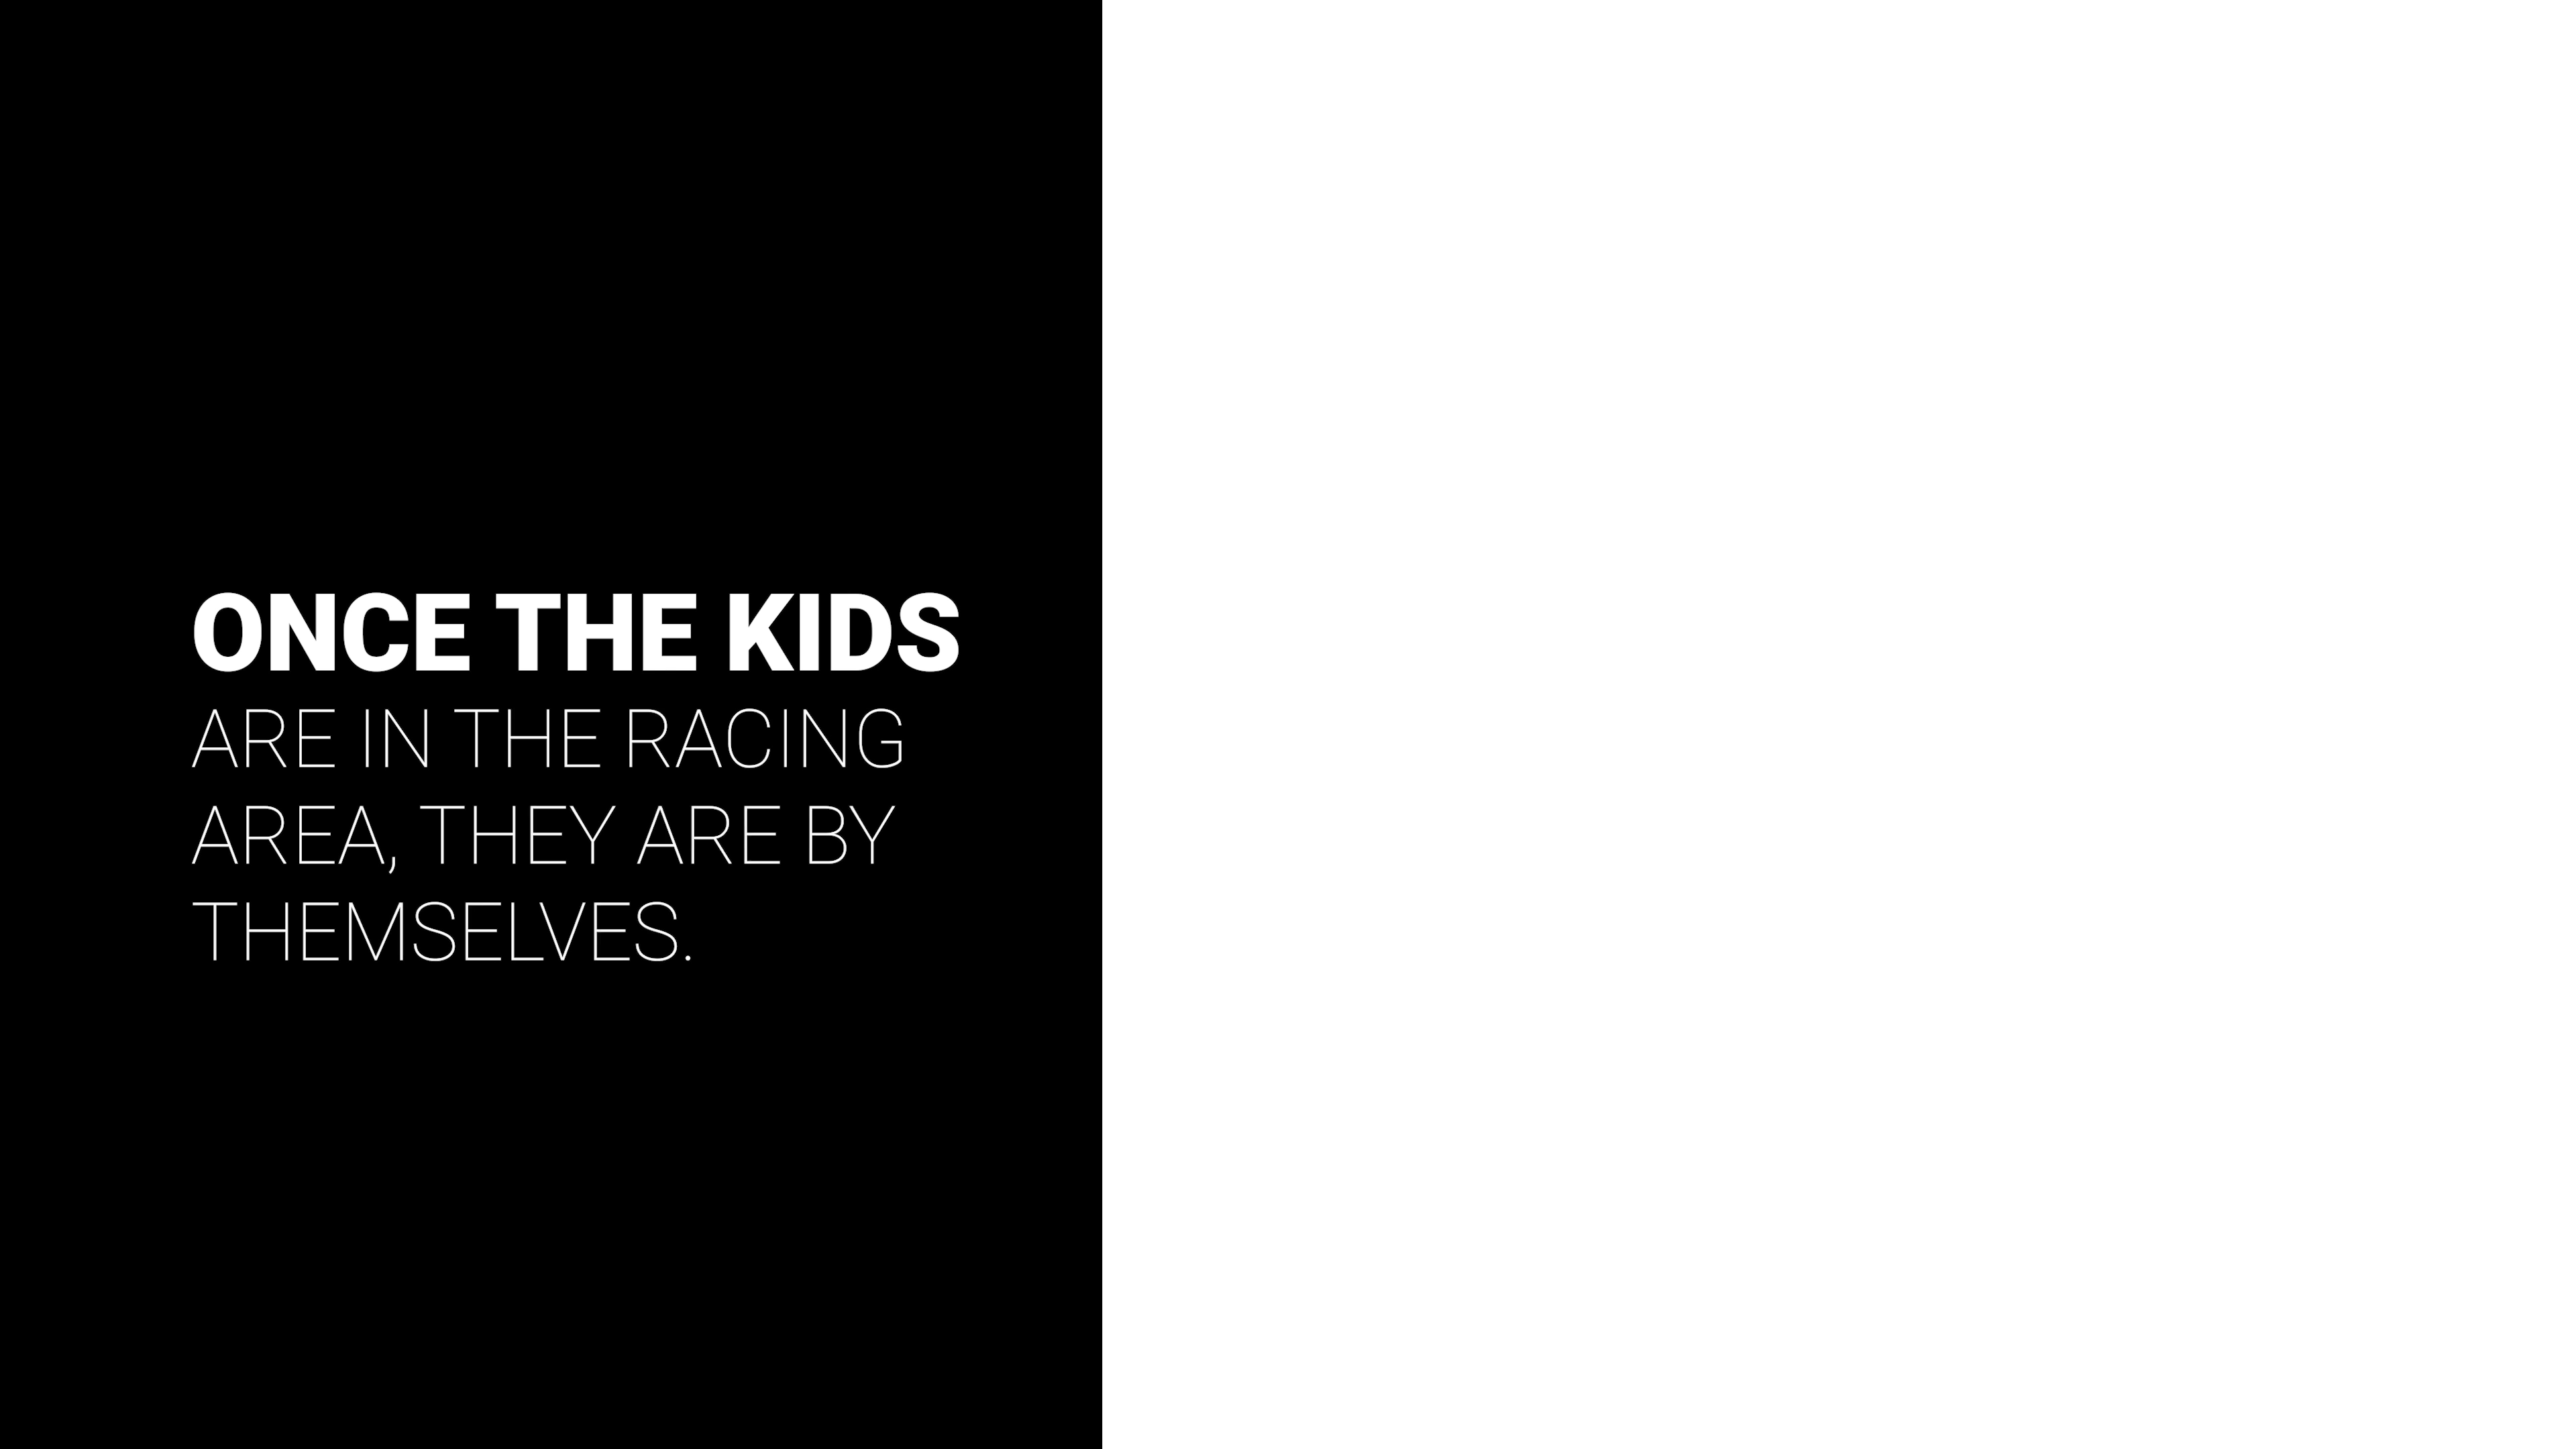 ONCE THE KIDS
ARE IN THE RACING
AREA, THEY ARE BY
THEMSELVES.